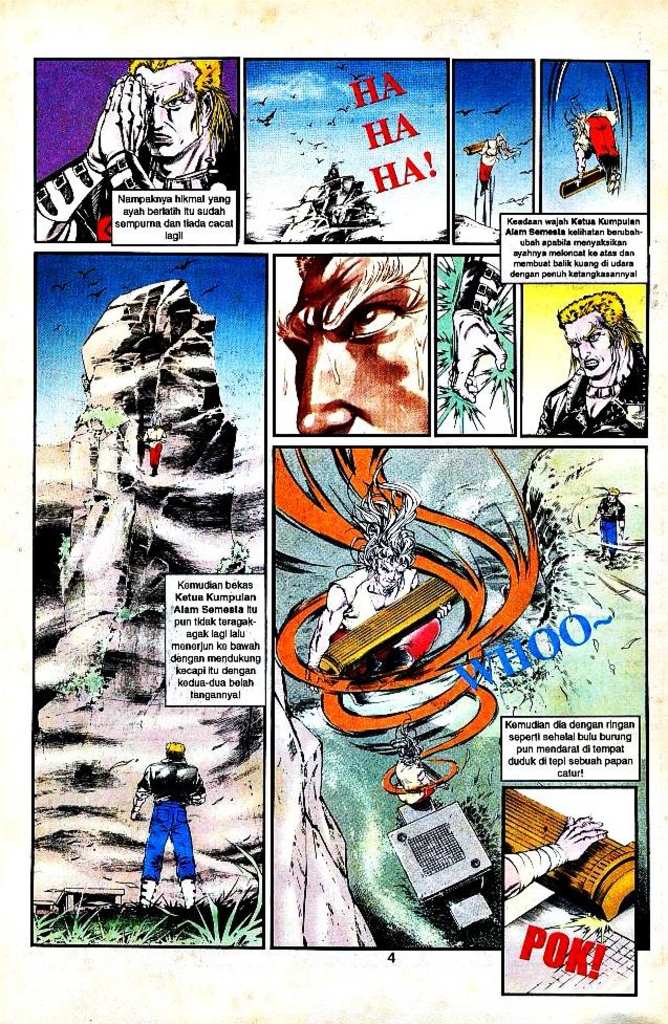 HA
HA
HA!
Nampaknya hikmat yang
ayah berlatih itu sudah
sempurna dan tiada cacat
lagi!
Keadaan wajah Ketua Kumpulan
Alam Semesta kelihatan berubah-
ubah apabila menyaksikan
ayahnya meloncat ke atas dan
membuat balik kuang di udara
dengan penuh ketangkasannya!
Kemudian bekas
Ketua Kumpulan
Alam Semesta itu
pun tidak teragak-
agak lagi lalu
menerjun ke bawah
dengan mendukung
kecapi itu dengan
kedua-dua belah
tangannya!
WHOO~
Kemudian dia dengan ringan
seperti sehelai bulu burung
pun mendarat di tempat
duduk di tepi sebuah papan
catur!
POK!
4